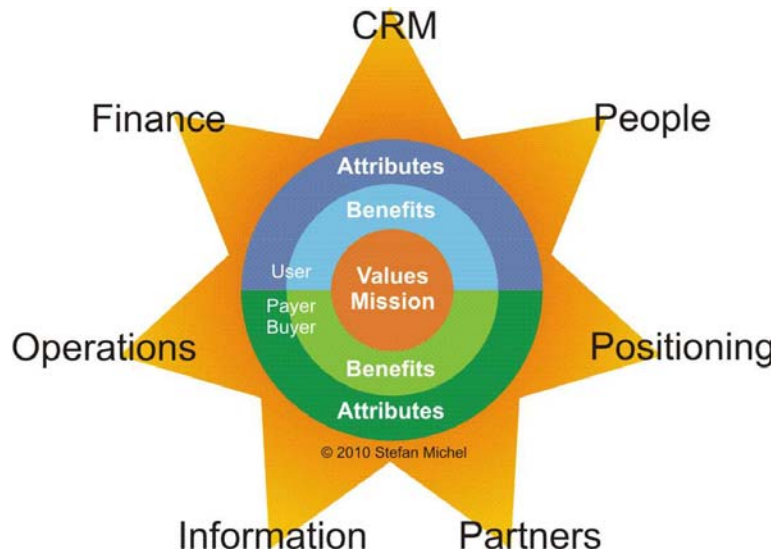 CRM
Finance
People
Attributes
Benefits
User
Values
Mission
Payer
Buyer
Operations
Positioning
Benefits
Attributes
© 2010 Stefan Michel
Information
Partners